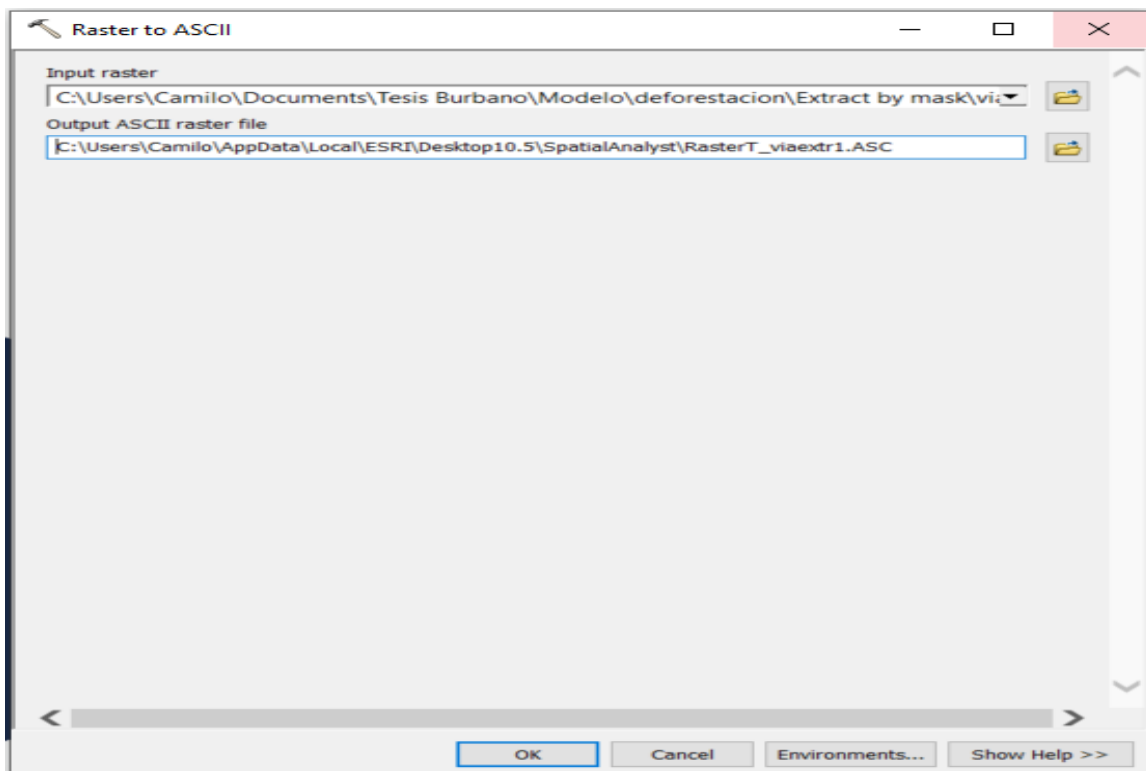 Raster to ASCII
Input raster
C:\Users\Camilo\Documents\Tesis Burbano\Modelo\deforestacion\Extract by mask\via
Output ASCII raster file
C:\Users\Camilo\AppData\Local\ESRI\Desktop10.5\SpatialAnalyst\RasterT_viaextr1.ASC
OK Cancel Environments... Show Help >>